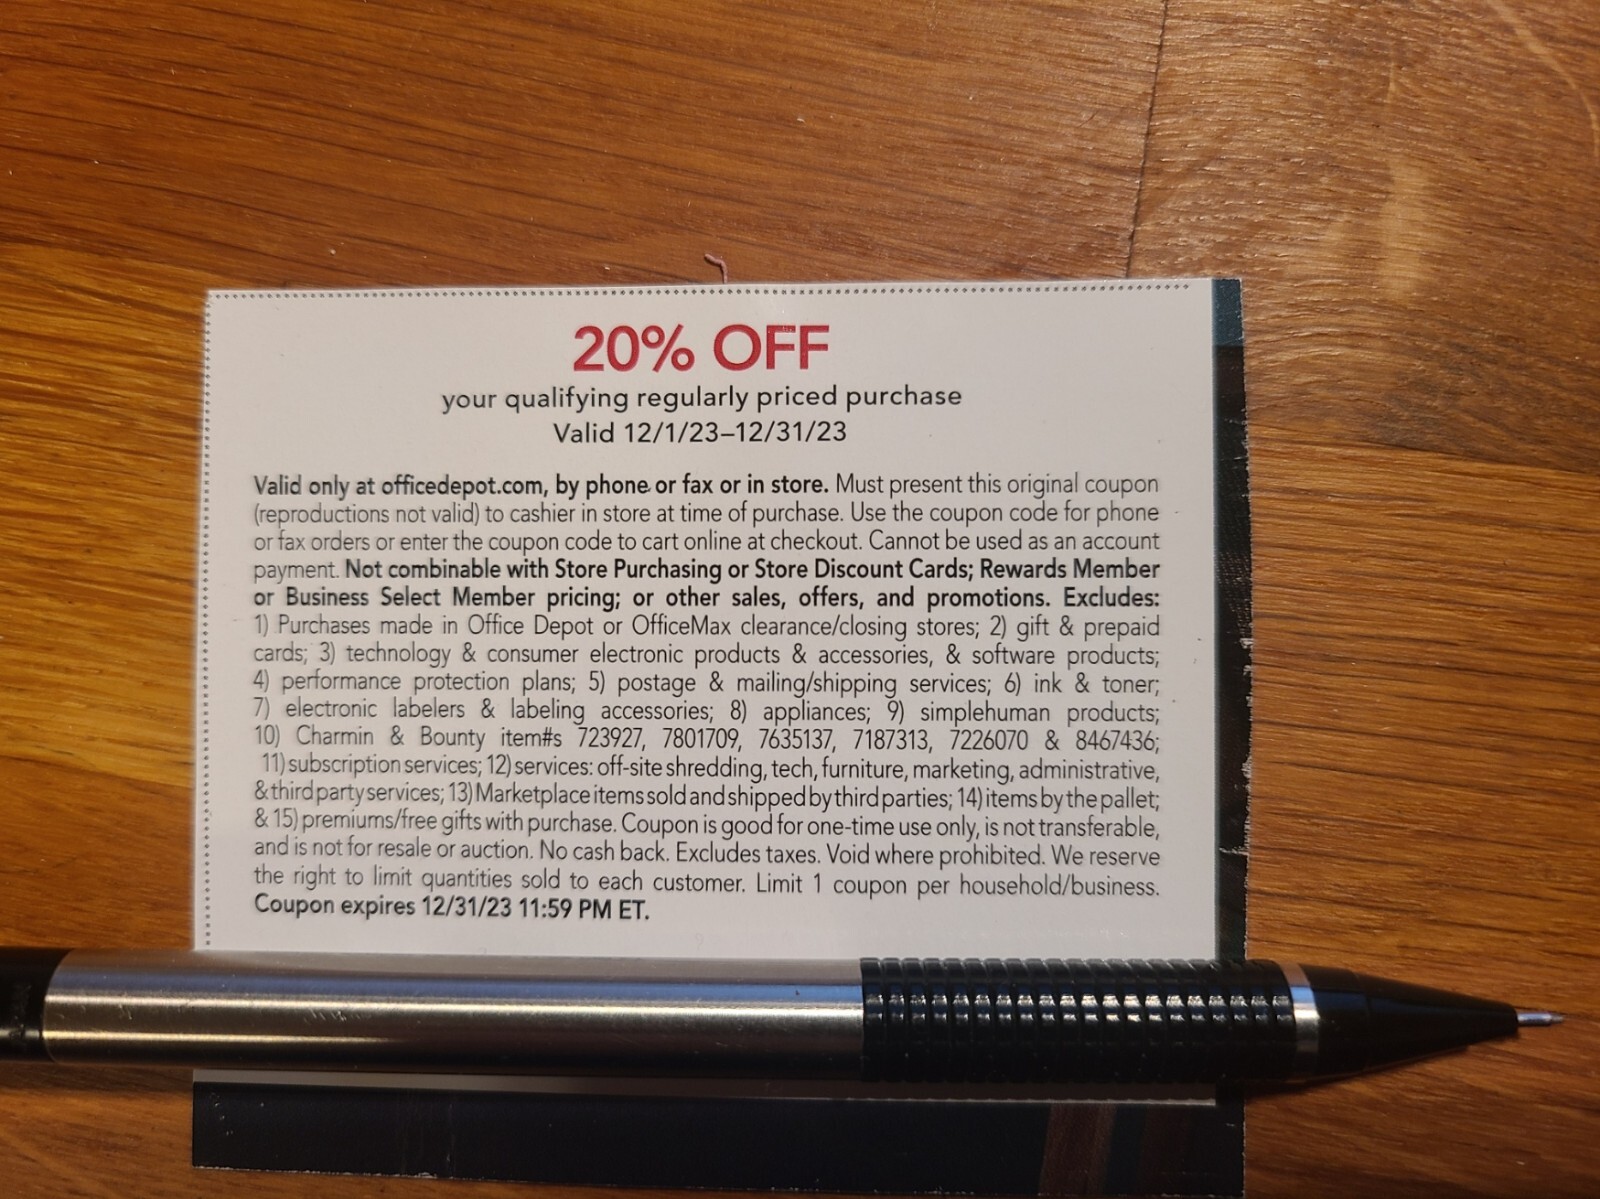 20% OFF
your qualifying regularly priced purchase
Valid 12/1/23–12/31/23
Valid only at officedepot.com, by phone or fax or in store. Must present this original coupon
(reproductions not valid) to cashier in store at time of purchase. Use the coupon code for phone
or fax orders or enter the coupon code to cart online at checkout. Cannot be used as an account
payment. Not combinable with Store Purchasing or Store Discount Cards; Rewards Member
or Business Select Member pricing; or other sales, offers, and promotions. Excludes:
1) Purchases made in Office Depot or OfficeMax clearance/closing stores; 2) gift & prepaid
cards; 3) technology & consumer electronic products & accessories, & software products;
4) performance protection plans; 5) postage & mailing/shipping services; 6) ink & toner;
7) electronic labelers & labeling accessories; 8) appliances; 9) simplehuman products;
10) Charmin & Bounty item#s 723927, 7801709, 7635137, 7187313, 7226070 & 8467436;
11) subscription services; 12) services: off-site shredding, tech, furniture, marketing, administrative,
& third party services; 13) Marketplace items sold and shipped by third parties; 14) items by the pallet;
& 15) premiums/free gifts with purchase. Coupon is good for one-time use only, is not transferable,
and is not for resale or auction. No cash back. Excludes taxes. Void where prohibited. We reserve
the right to limit quantities sold to each customer. Limit 1 coupon per household/business.
Coupon expires 12/31/23 11:59 PM ET.